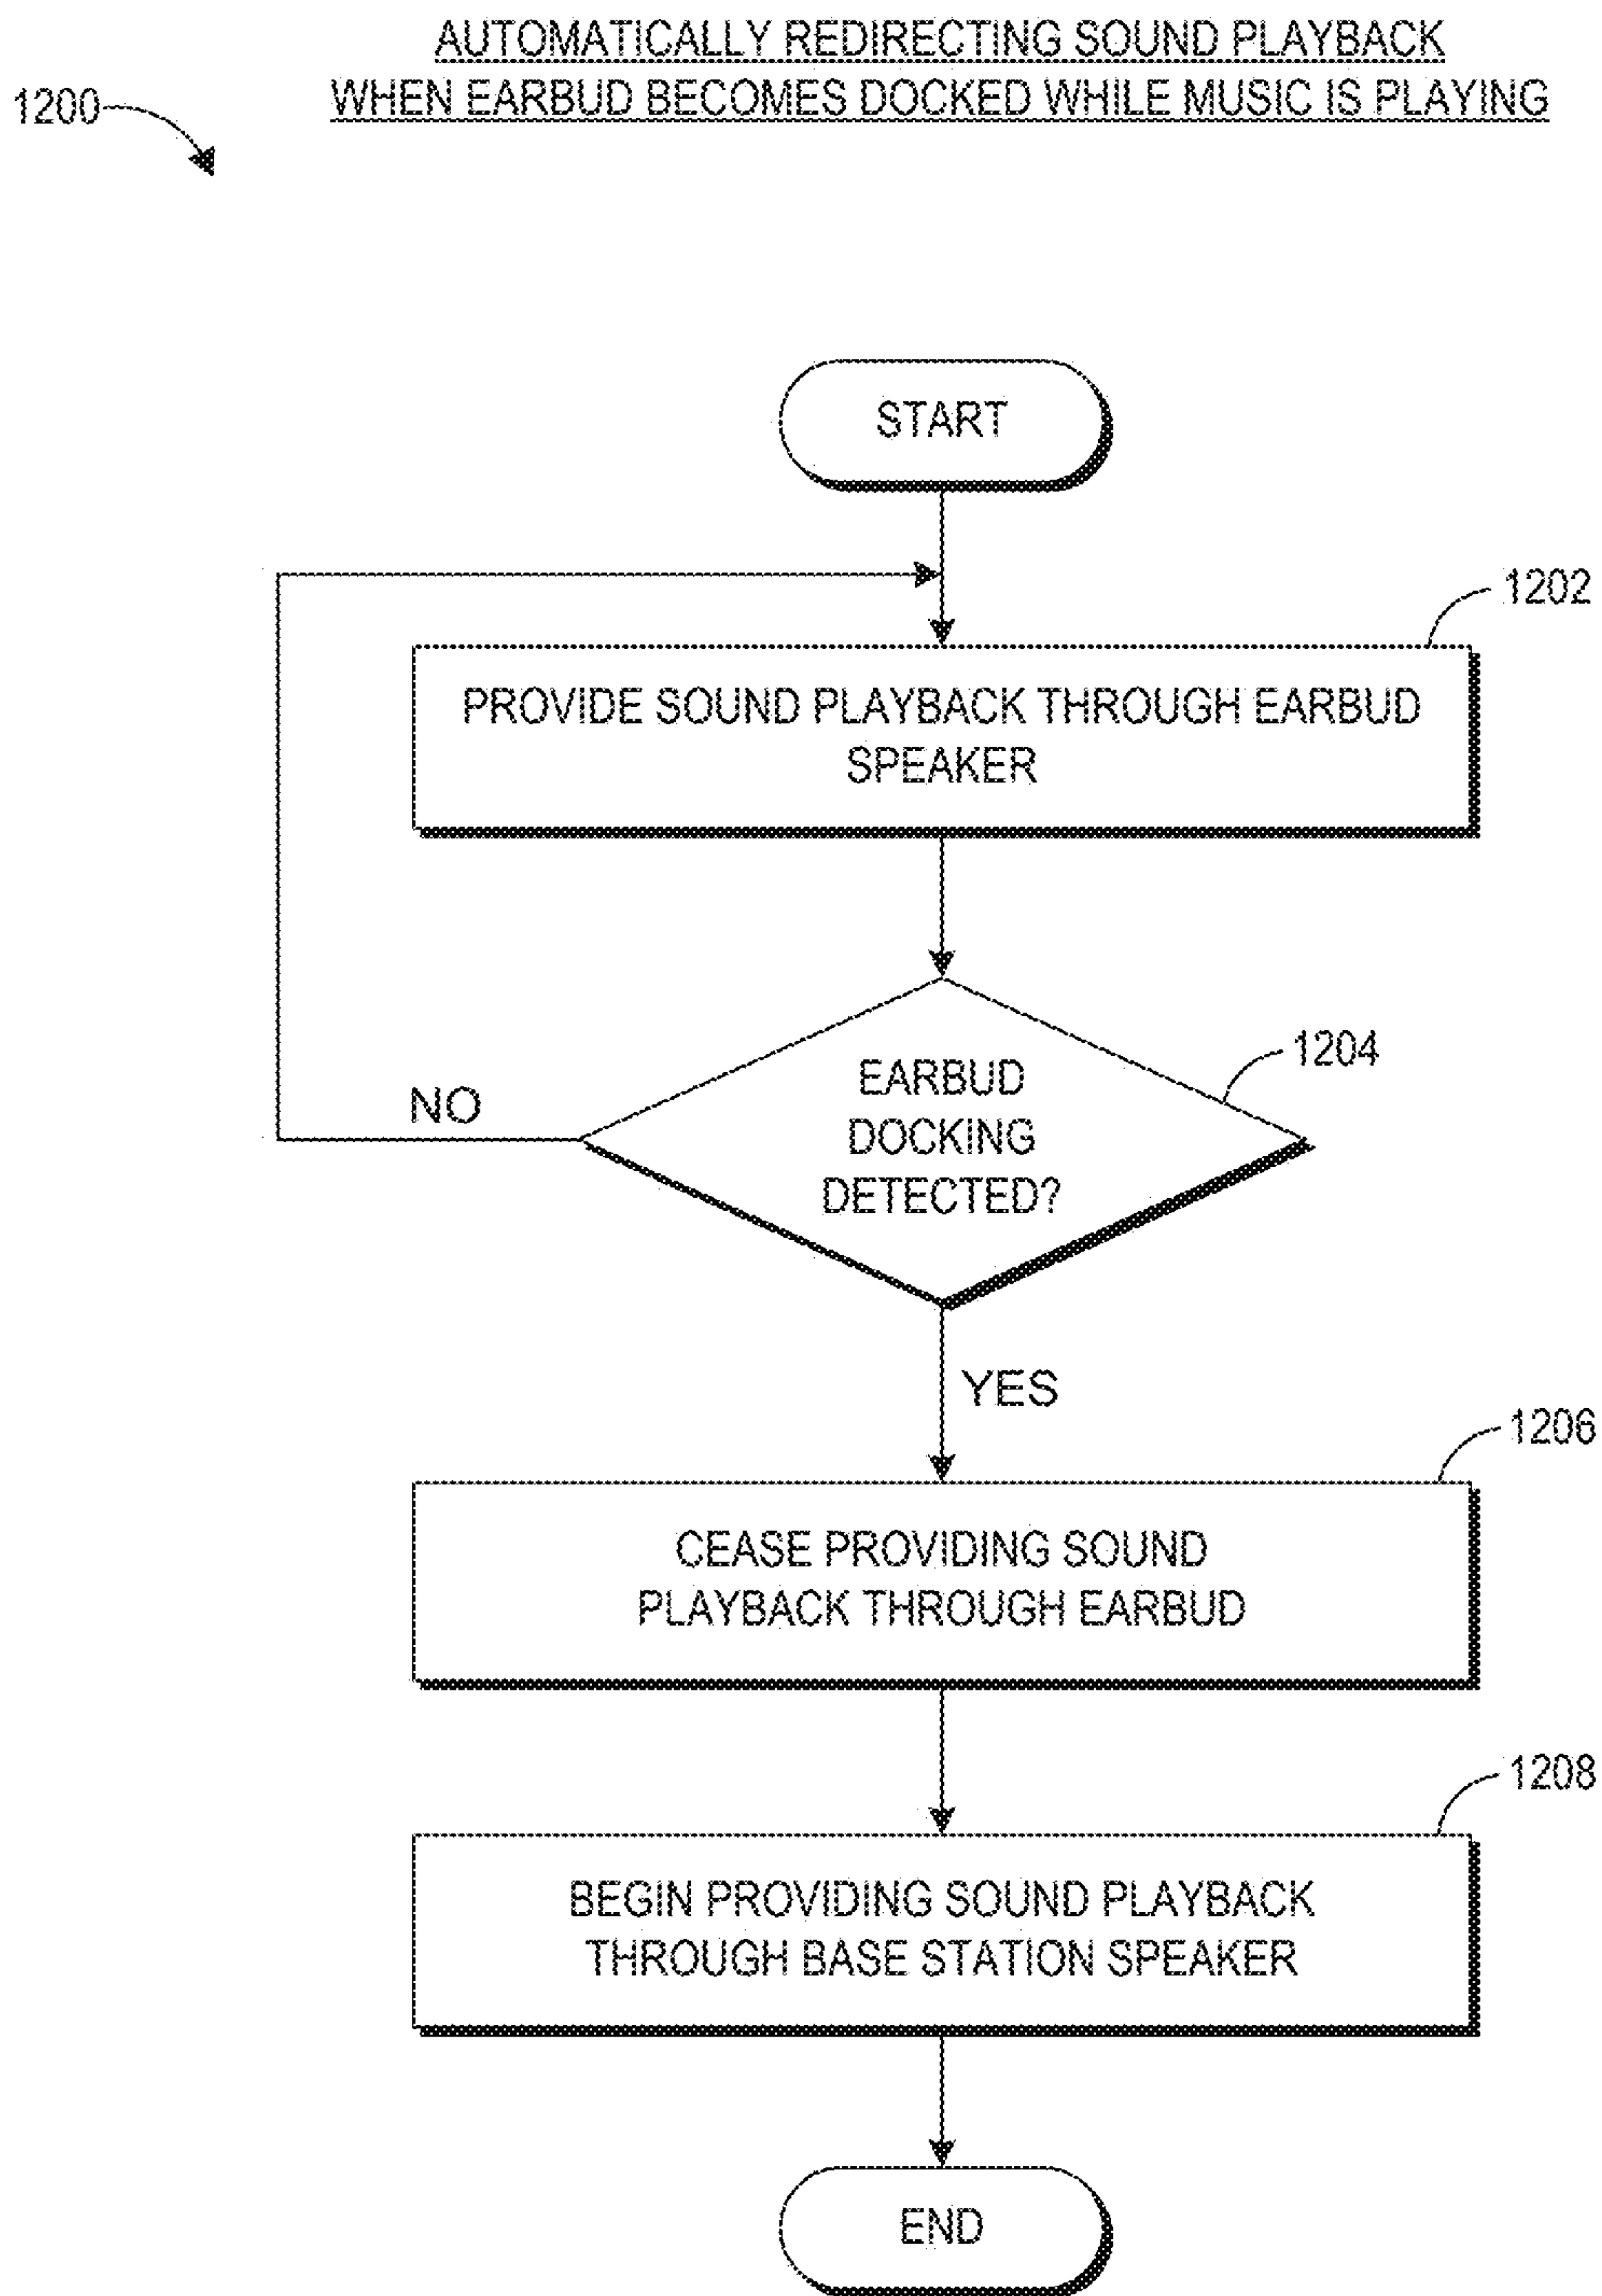 AUTOMATICALLY REDIRECTING SOUND PLAYBACK
WHEN EARBUD BECOMES DOCKED WHILE MUSIC IS PLAYING
1200
START
1202
PROVIDE SOUND PLAYBACK THROUGH EARBUD
SPEAKER
1204
EARBUD
DOCKING
DETECTED?
NO
YES
1206
CEASE PROVIDING SOUND
PLAYBACK THROUGH EARBUD
1208
BEGIN PROVIDING SOUND PLAYBACK
THROUGH BASE STATION SPEAKER
END